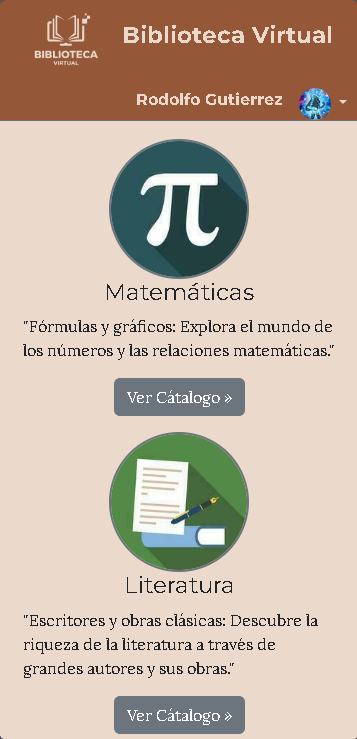 BIBLIOTECA
VIRTUAL
Biblioteca Virtual
Rodolfo Gutierrez
π
Matemáticas
"Fórmulas y gráficos: Explora el mundo de
los números y las relaciones matemáticas."
Ver Cátalogo »
Literatura
"Escritores y obras clásicas: Descubre la
riqueza de la literatura a través de
grandes autores y sus obras."
Ver Cátalogo »